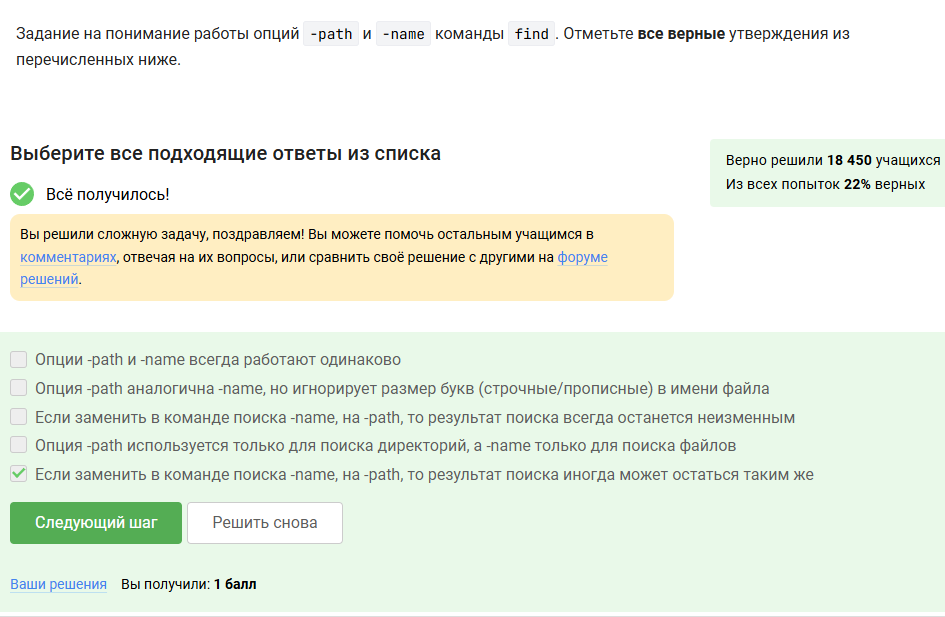 Задание на понимание работы опций -path и -name команды find. Отметьте все верные утверждения из
перечисленных ниже.
Выберите все подходящие ответы из списка
Верно решили 18 450 учащихся
Из всех попыток 22% верных
Всё получилось!
Вы решили сложную задачу, поздравляем! Вы можете помочь остальным учащимся в
комментариях, отвечая на их вопросы, или сравнить своё решение с другими на форуме
решений.
Опции -path и -name всегда работают одинаково
Опция -path аналогична -name, но игнорирует размер букв (строчные/прописные) в имени файла
Если заменить в команде поиска -name, на -path, то результат поиска всегда останется неизменным
Опция -path используется только для поиска директорий, а -name только для поиска файлов
Если заменить в команде поиска -name, на -path, то результат поиска иногда может остаться таким же
Следующий шаг
Решить снова
Ваши решения Вы получили: 1 балл